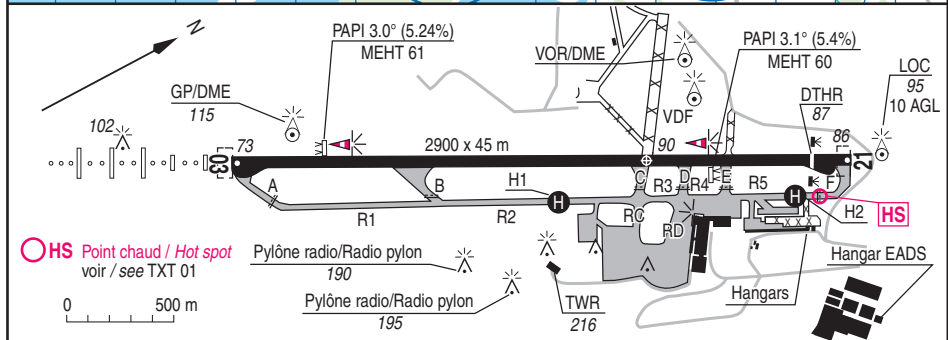 N
PAPI 3.0° (5.24%)
MEHT 61
VOR/DME
PAPI 3.1° (5.4%)
MEHT 60
LOC
95
10 AGL
GP/DME
115
DTHR
87
VDF
102
73
2900 x 45 m
90
86
03
21
A
B
H1
C
R3
D
R4
E
R5
F
H
H
R1
R2
RC
RD
H2
HS
HS Point chaud / Hot spot
voir / see TXT 01
Pylône radio/Radio pylon
190
Hangar EADS
0 500 m
Pylône radio/Radio pylon
195
TWR
216
Hangars